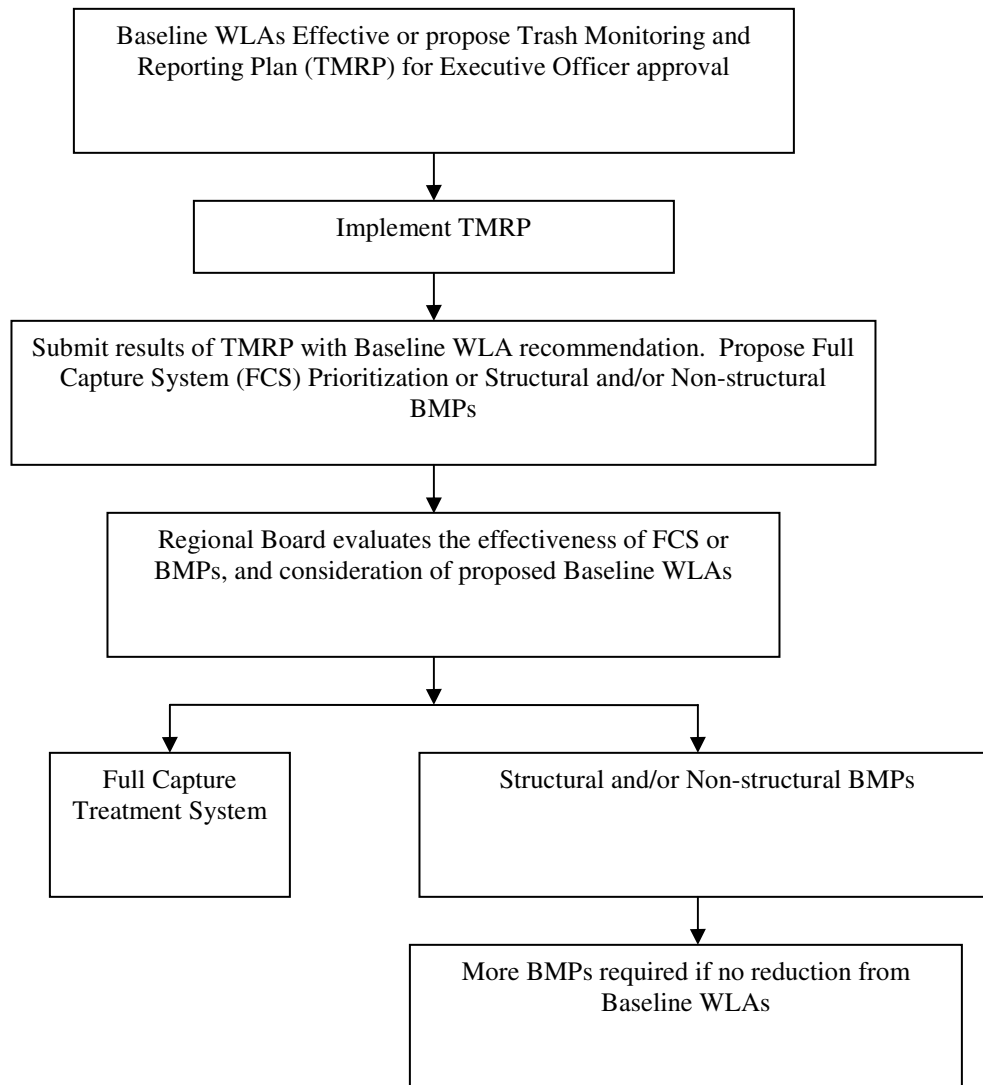 Baseline WLAs Effective or propose Trash Monitoring and
Reporting Plan (TMRP) for Executive Officer approval
Implement TMRP
Submit results of TMRP with Baseline WLA recommendation.  Propose Full
Capture System (FCS) Prioritization or Structural and/or Non-structural
BMPs
Regional Board evaluates the effectiveness of FCS or
BMPs, and consideration of proposed Baseline WLAs
Full Capture
Treatment System
Structural and/or Non-structural BMPs
More BMPs required if no reduction from
Baseline WLAs